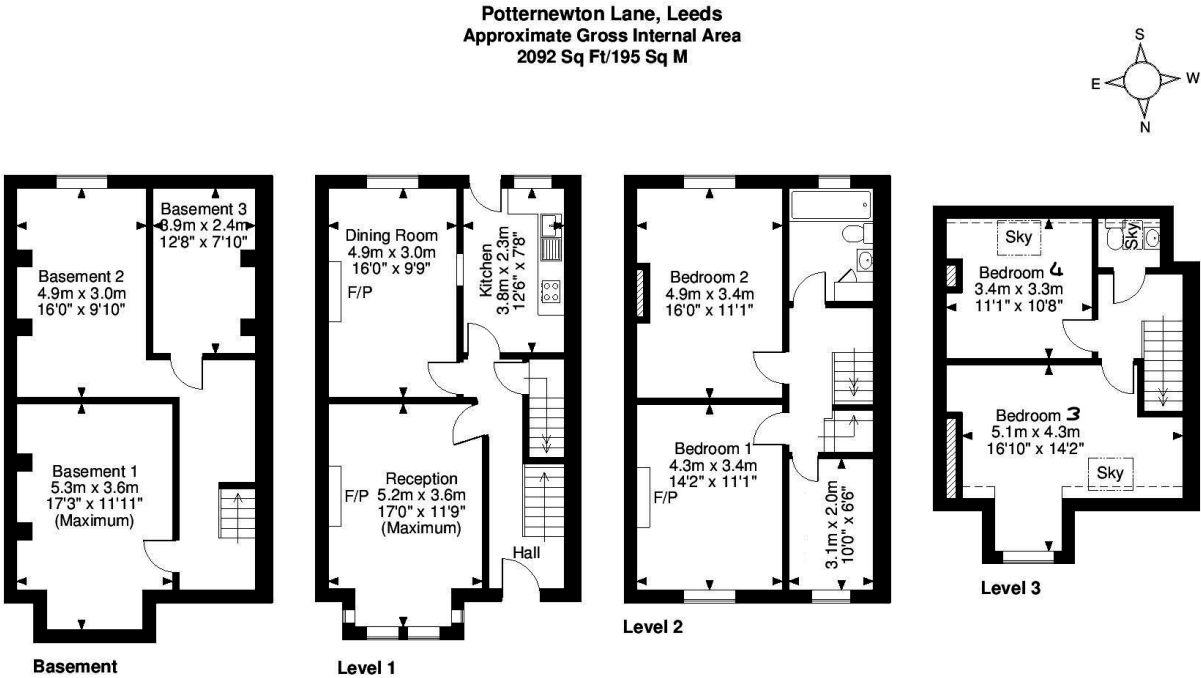 Potternewton Lane, Leeds
Approximate Gross Internal Area
2092 Sq Ft/195 Sq M
S
E
W
N
Basement 3
3.9m x 2.4m
12'8" x 7'10"
Basement 2
4.9m x 3.0m
16'0" x 9'10"
Basement 1
5.3m x 3.6m
17'3" x 11'11"
(Maximum)
Basement
Dining Room
4.9m x 3.0m
16'0" x 9'9"
F/P
Kitchen
3.8m x 2.3m
12'6" x 7'8"
Reception
5.2m x 3.6m
17'0" x 11'9"
(Maximum)
F/P
Hall
Level 1
Bedroom 2
4.9m x 3.4m
16'0" x 11'1"
Bedroom 1
4.3m x 3.4m
14'2" x 11'1"
F/P
3.1m x 2.0m
10'0" x 6'6"
Level 2
Sky
Sky
Bedroom 4
3.4m x 3.3m
11'1" x 10'8"
Bedroom 3
5.1m x 4.3m
16'10" x 14'2"
Sky
Level 3